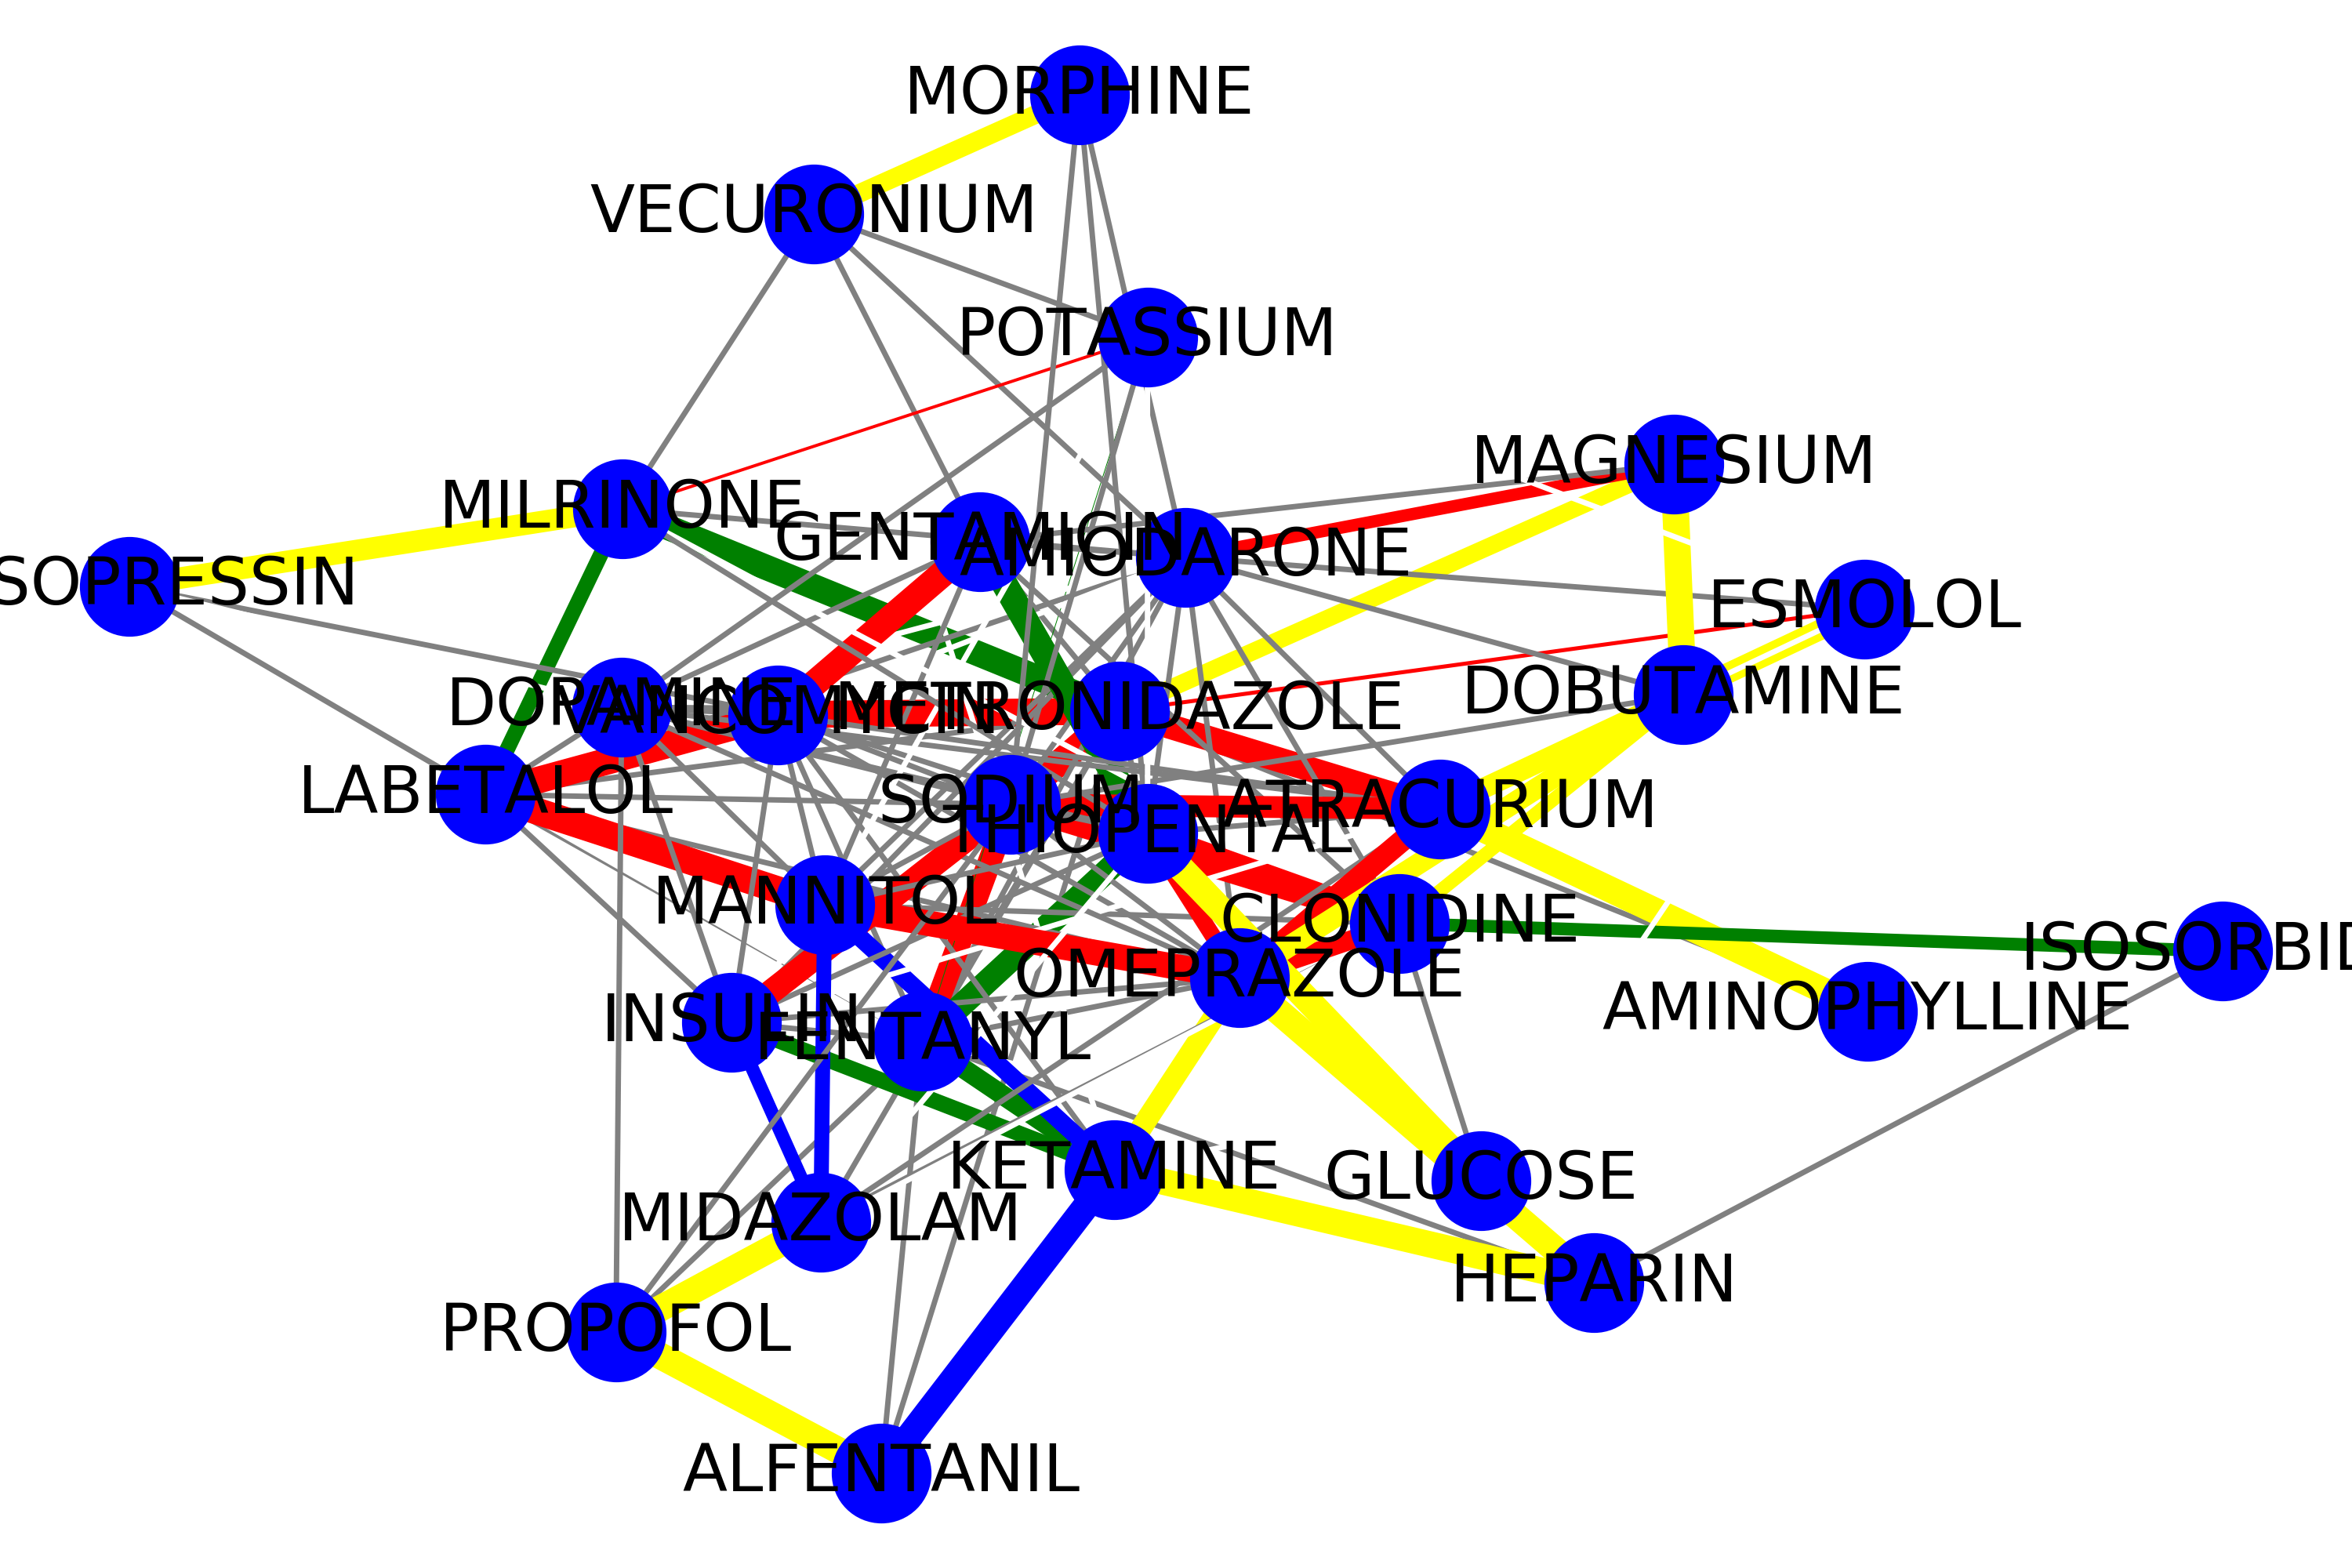 MORPHINE
VECURONIUM
POTASSIUM
MAGNESIUM
MILRINONE
GENTAMICIN
AMIODARONE
SOPRESSIN
ESMOLOL
DOPAMINE
VANCOMYCIN
METRONIDAZOLE
DOBUTAMINE
LABETALOL
SODIUM
ATRACURIUM
THIOPENTAL
MANNITOL
CLONIDINE
ISOSORBID
OMEPRAZOLE
AMINOPHYLLINE
INSULIN
FENTANYL
KETAMINE
GLUCOSE
MIDAZOLAM
HEPARIN
PROPOFOL
ALFENTANIL